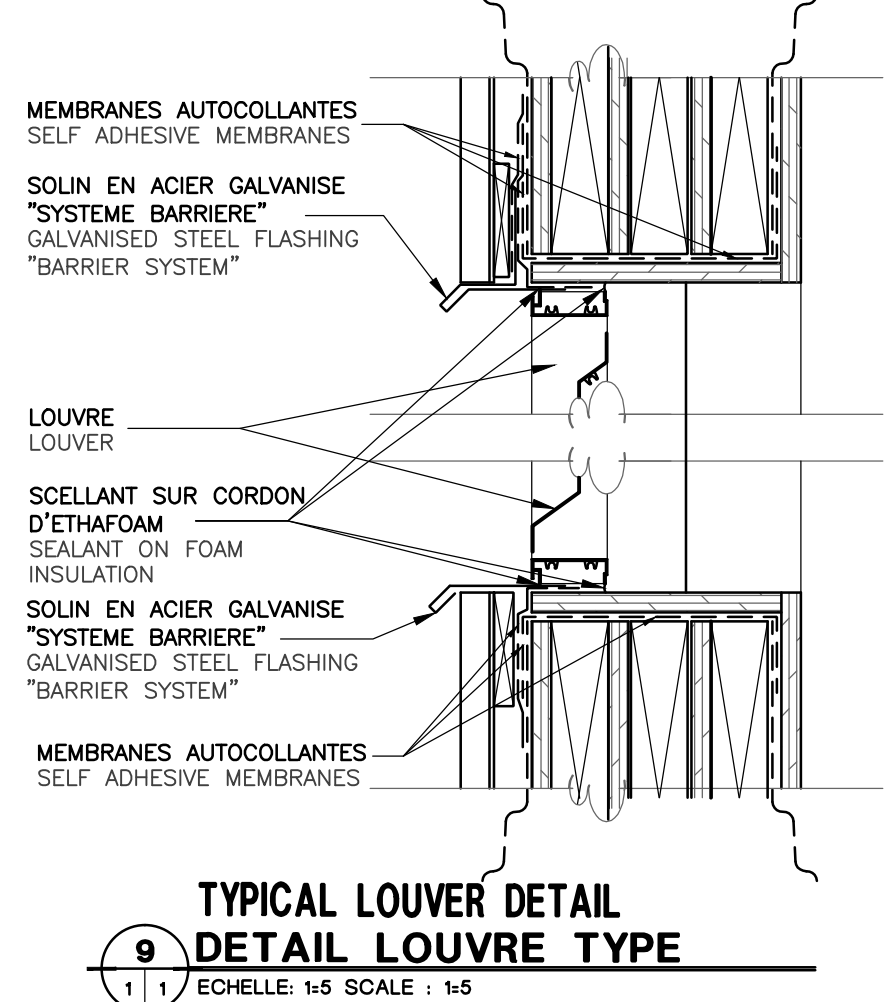 MEMBRANES AUTOCOLLANTES
SELF ADHESIVE MEMBRANES
SOLIN EN ACIER GALVANISE
"SYSTEME BARRIERE"
GALVANISED STEEL FLASHING
"BARRIER SYSTEM"
LOUVRE
LOUVER
SCELLANT SUR CORDON
D'ETHAFOAM
SEALANT ON FOAM
INSULATION
SOLIN EN ACIER GALVANISE
"SYSTEME BARRIERE"
GALVANISED STEEL FLASHING
"BARRIER SYSTEM"
MEMBRANES AUTOCOLLANTES
SELF ADHESIVE MEMBRANES
TYPICAL LOUVER DETAIL
9 DETAIL LOUVRE TYPE
1 1 ECHELLE: 1=5 SCALE : 1=5